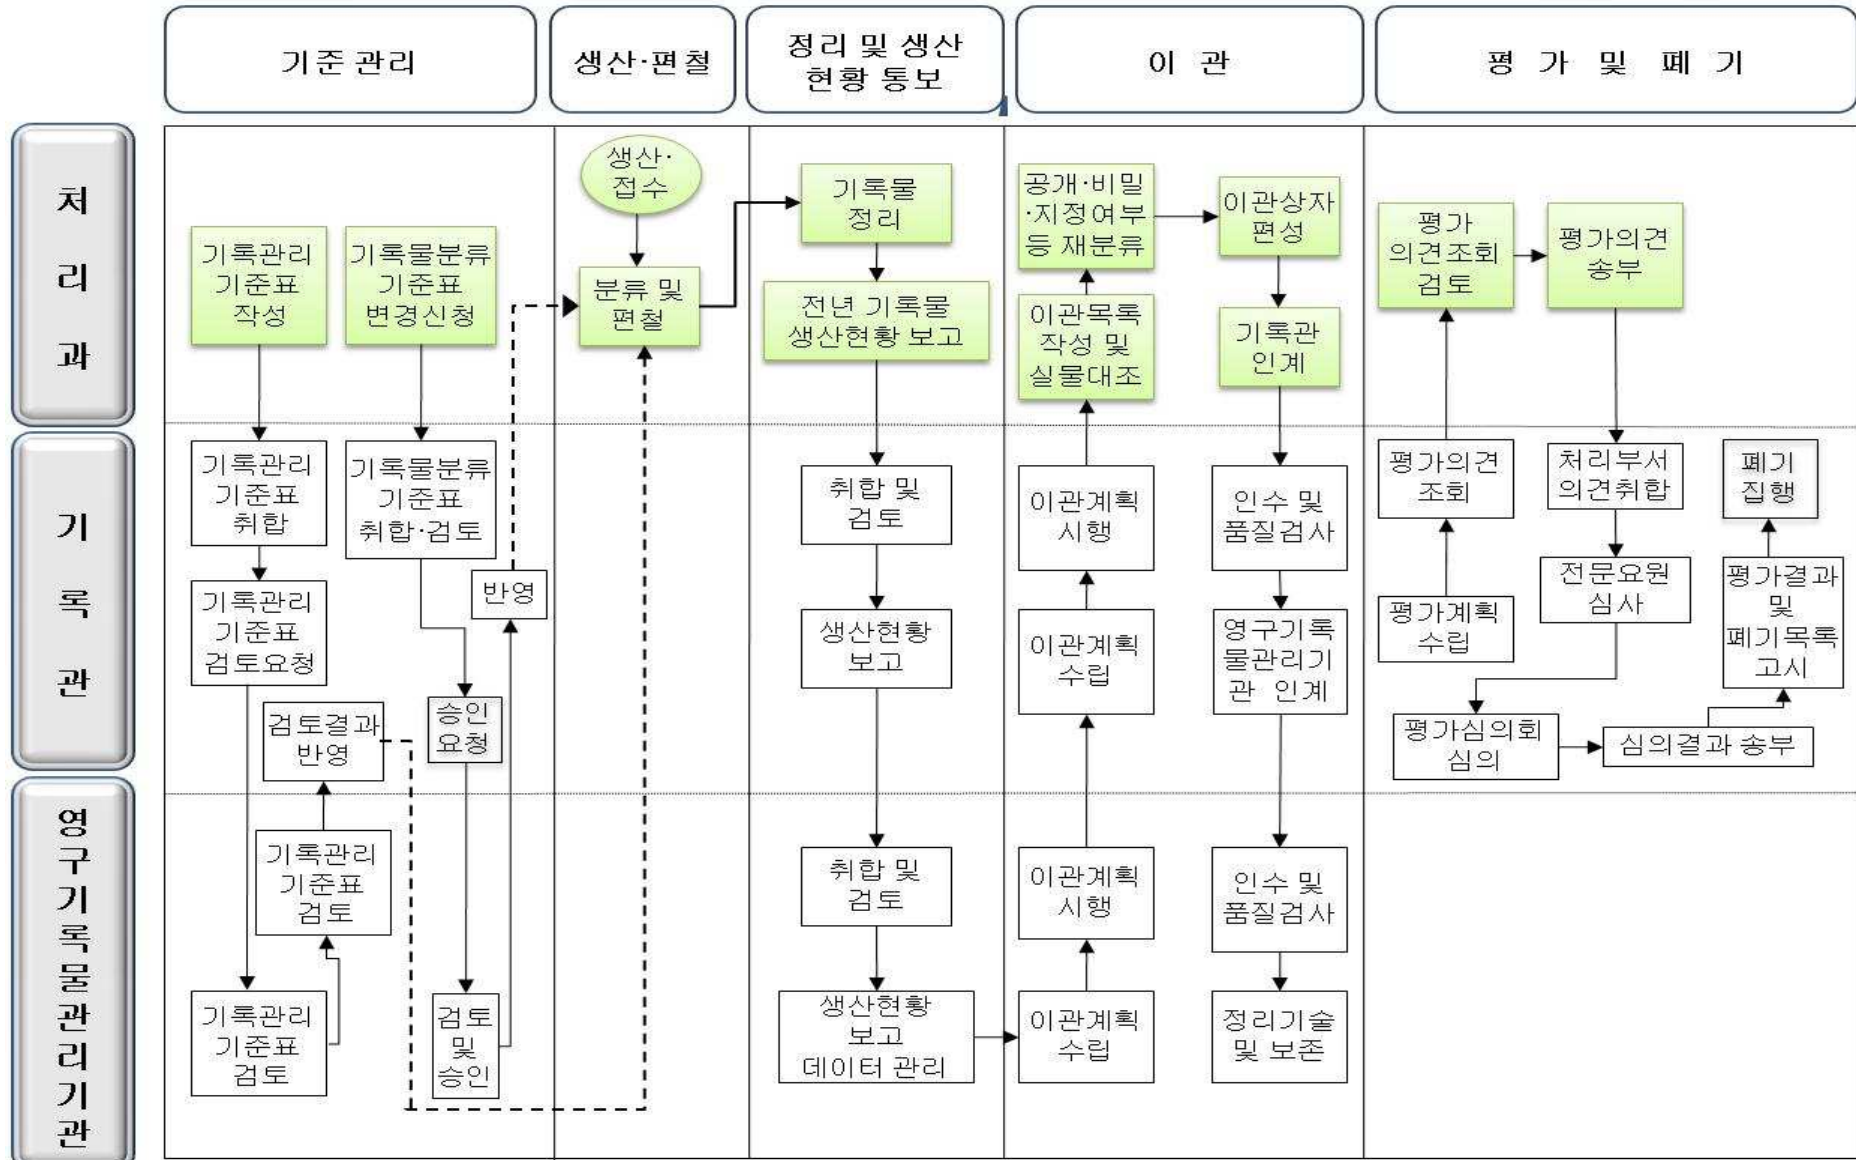 기준 관리
생산·편철
정리 및 생산
현황 통보
이 관
평 가 및 폐 기
처
리
과
기록관리
기준표
작성
기록물분류
기준표
변경신청
생산·
접수
분류 및
편철
기록물
정리
전년 기록물
생산현황 보고
공개·비밀
·지정여부
등 재분류
이관목록
작성 및
실물대조
이관상자
편성
기록관
인계
평가
의견조회
검토
평가의견
송부
기
록
관
기록관리
기준표
취합
기록관리
기준표
검토요청
검토결과
반영
기록물분류
기준표
취합·검토
반영
승인
요청
취합 및
검토
생산현황
보고
이관계획
시행
이관계획
수립
인수 및
품질검사
영구기록
물관리기
관 인계
평가의견
조회
평가계획
수립
처리부서
의견취합
전문요원
심사
평가심의회
심의
심의결과 송부
폐기
집행
평가결과
및
폐기목록
고시
영
구
기
록
물
관
리
기
관
기록관리
기준표
검토
기록관리
기준표
검토
검토
및
승인
취합 및
검토
생산현황
보고
데이터 관리
이관계획
시행
이관계획
수립
인수 및
품질검사
정리기술
및 보존